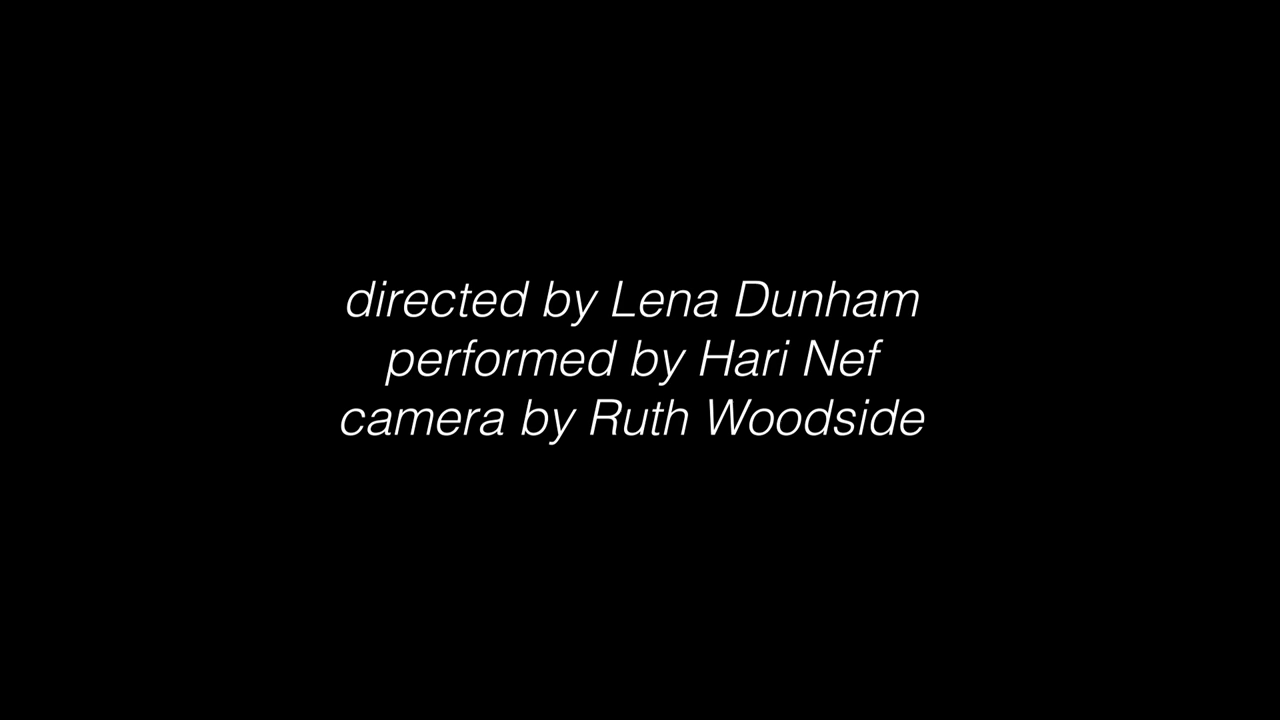 directed by Lena Dunham
performed by Hari Nef
camera by Ruth Woodside